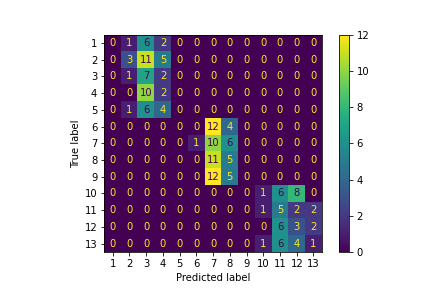 1 0 1 6 2 0 0 0 0 0 0 0 0 0 12
2 0 3 11 5 0 0 0 0 0 0 0 0 0
3 0 1 7 2 0 0 0 0 0 0 0 0 0 10
4 0 0 10 2 0 0 0 0 0 0 0 0 0
5 0 1 6 4 0 0 0 0 0 0 0 0 0 8
6 0 0 0 0 0 0 12 4 0 0 0 0 0
True label
7 0 0 0 0 0 1 10 6 0 0 0 0 0 6
8 0 0 0 0 0 0 11 5 0 0 0 0 0
9 0 0 0 0 0 0 12 5 0 0 0 0 0 4
10 0 0 0 0 0 0 0 0 0 1 6 8 0
11 0 0 0 0 0 0 0 0 0 1 5 2 2 2
12 0 0 0 0 0 0 0 0 0 0 6 3 2
13 0 0 0 0 0 0 0 0 0 1 6 4 1 0
1 2 3 4 5 6 7 8 9 10 11 12 13
Predicted label